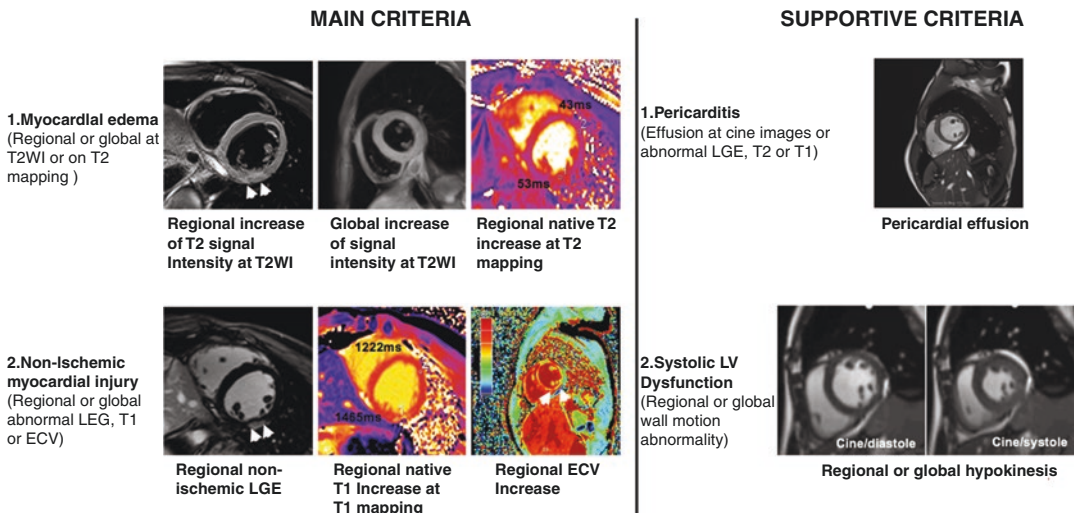 MAIN CRITERIA
SUPPORTIVE CRITERIA
1.Myocardial edema
(Regional or global at
T2WI or on T2
mapping )
43ms
53ms
Regional increase
of T2 signal
Intensity at T2WI
Global increase
of signal
intensity at T2WI
Regional native T2
increase at T2
mapping
1.Pericarditis
(Effusion at cine images or
abnormal LGE, T2 or T1)
Pericardial effusion
2.Non-Ischemic
myocardial injury
(Regional or global
abnormal LEG, T1
or ECV)
1222ms
1465ms
Regional non-
ischemic LGE
Regional native
T1 Increase at
T1 mapping
Regional ECV
Increase
2.Systolic LV
Dysfunction
(Regional or global
wall motion
abnormality)
Cine/diastole
Cine/systole
Regional or global hypokinesis